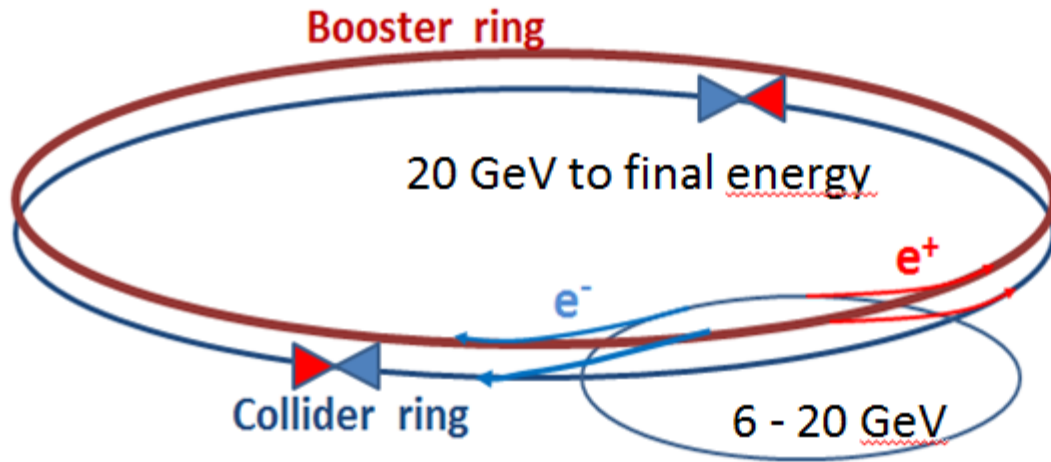 Booster ring
20 GeV to final energy
e⁺
e⁻
Collider ring
6 - 20 GeV